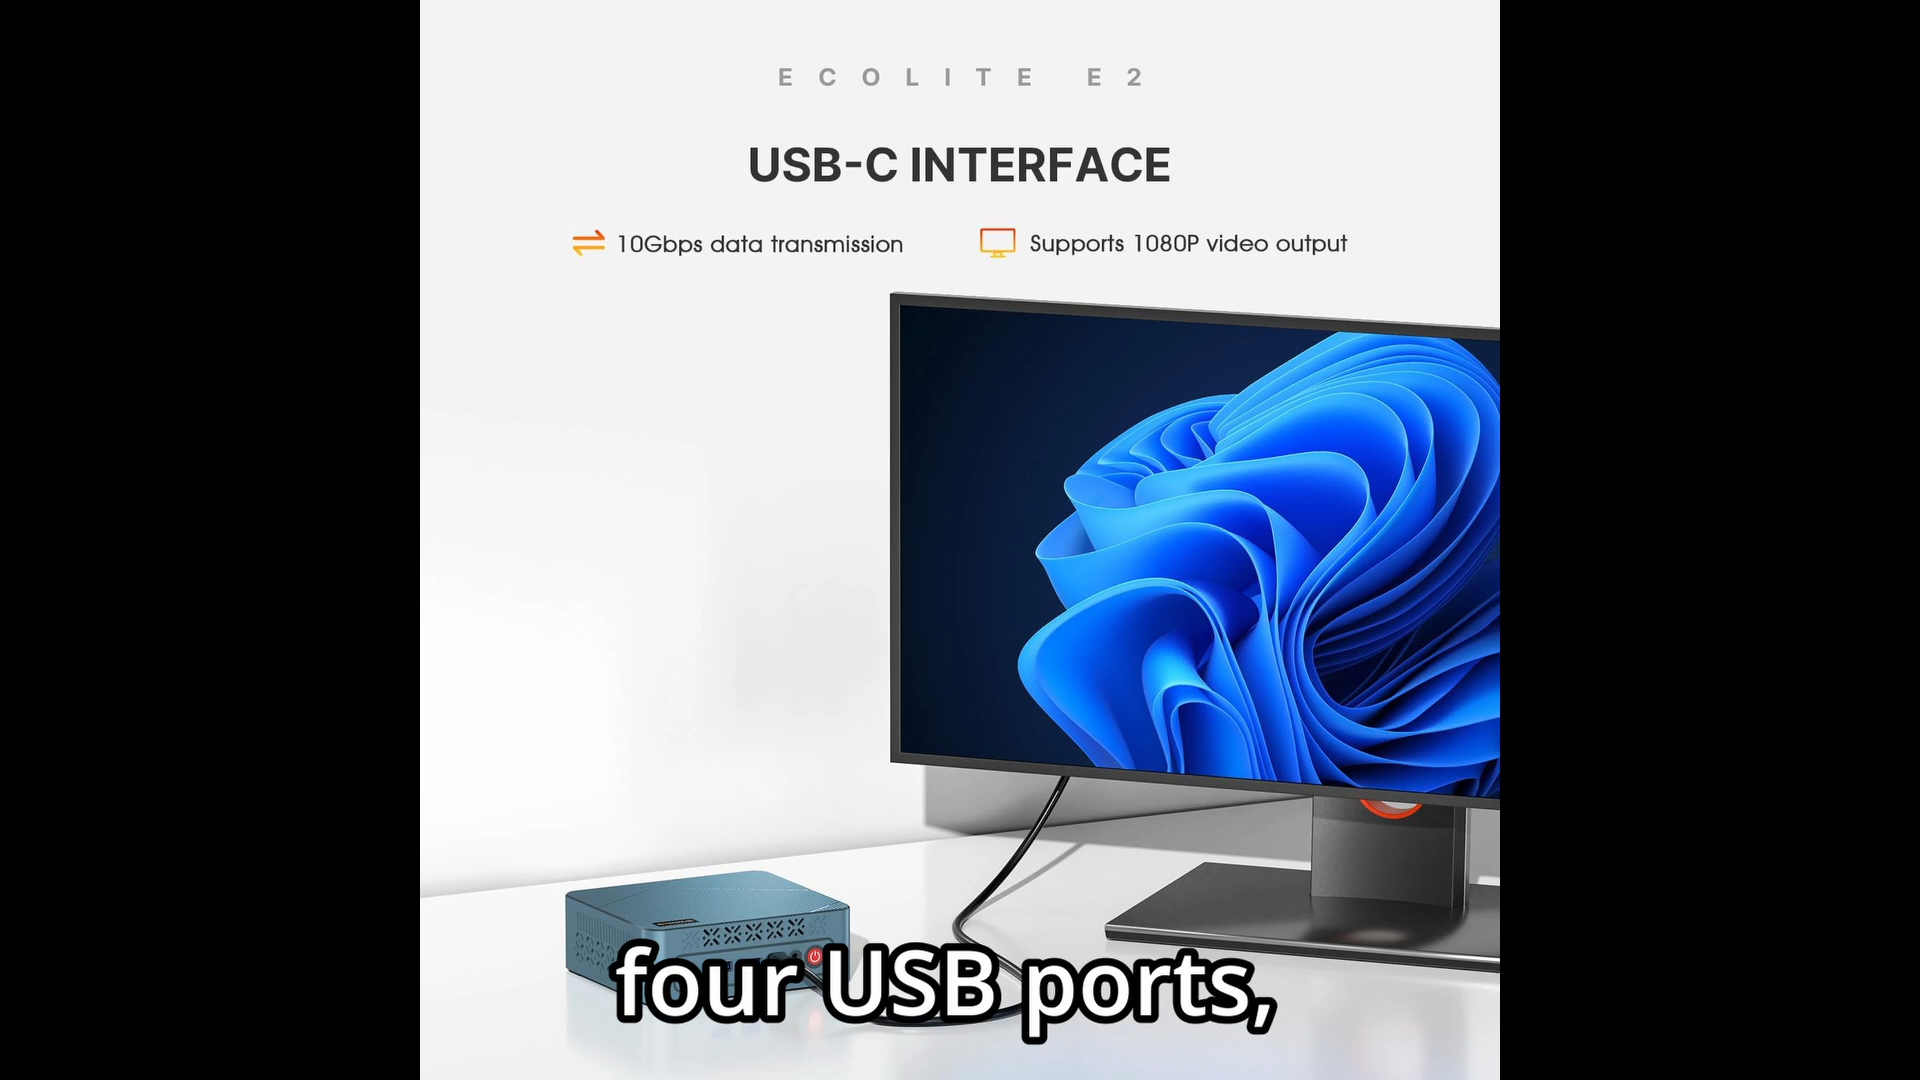 ECOLITE E2
USB-C INTERFACE
10Gbps data transmission
Supports 1080P video output
four USB ports,